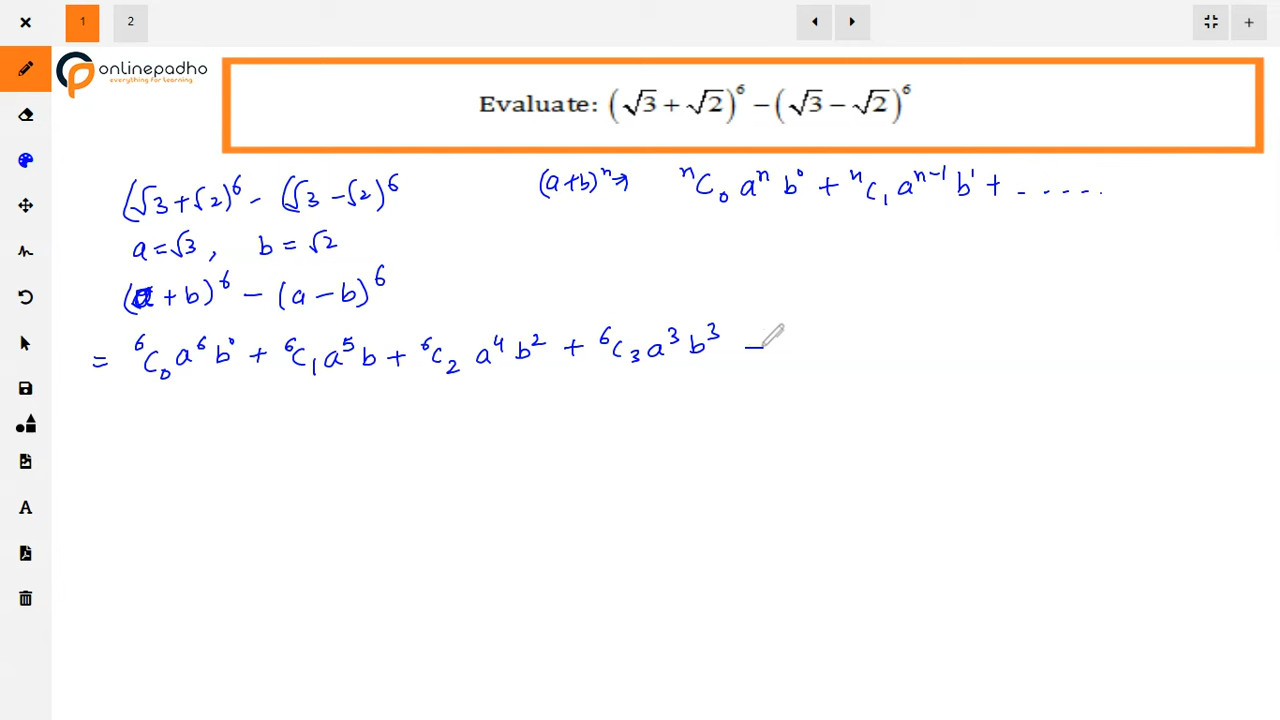 1 2
onlinepadho
everything for learning
Evaluate: (√3 + √2)⁶ − (√3 − √2)⁶
(√3 + √2)⁶ − (√3 − √2)⁶
(a+b)ⁿ ⇒ ⁿC₀ aⁿ b⁰ + ⁿC₁ aⁿ⁻¹ b¹ + .....
a = √3 , b = √2
(a + b)⁶ − (a − b)⁶
= ⁶C₀ a⁶ b⁰ + ⁶C₁ a⁵ b + ⁶C₂ a⁴ b² + ⁶C₃ a³ b³ −
A